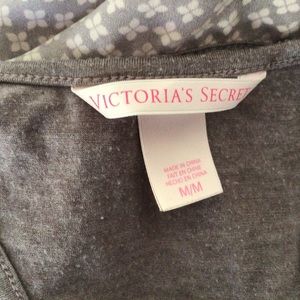 VICTORIA'S SECRET
MADE IN CHINA
FAIT EN CHINE
HECHO EN CHINA
M/M